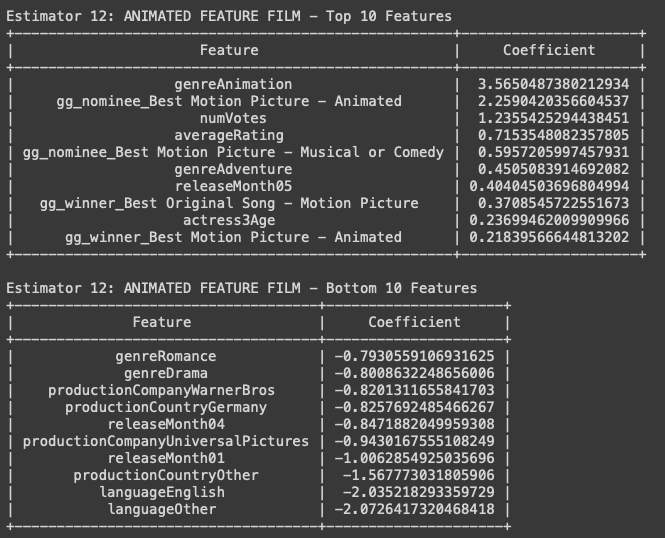 Estimator 12: ANIMATED FEATURE FILM - Top 10 Features
| Feature | Coefficient |
| genreAnimation | 3.5650487380212934 |
| gg_nominee_Best Motion Picture - Animated | 2.2590420356604537 |
| numVotes | 1.2355425294438451 |
| averageRating | 0.7153548082357805 |
| gg_nominee_Best Motion Picture - Musical or Comedy | 0.5957205997457931 |
| genreAdventure | 0.4505083914692082 |
| releaseMonth05 | 0.40404503696804994 |
| gg_winner_Best Original Song - Motion Picture | 0.3708545722551673 |
| actress3Age | 0.23699462009909966 |
| gg_winner_Best Motion Picture - Animated | 0.21839566644813202 |
Estimator 12: ANIMATED FEATURE FILM - Bottom 10 Features
| Feature | Coefficient |
| genreRomance | -0.7930559106931625 |
| genreDrama | -0.8008632248656006 |
| productionCompanyWarnerBros | -0.8201311655841703 |
| productionCountryGermany | -0.8257692485466267 |
| releaseMonth04 | -0.8471882049959308 |
| productionCompanyUniversalPictures | -0.9430167555108249 |
| releaseMonth01 | -1.0062854925035696 |
| productionCountryOther | -1.567773031805906 |
| languageEnglish | -2.035218293359729 |
| languageOther | -2.0726417320468418 |